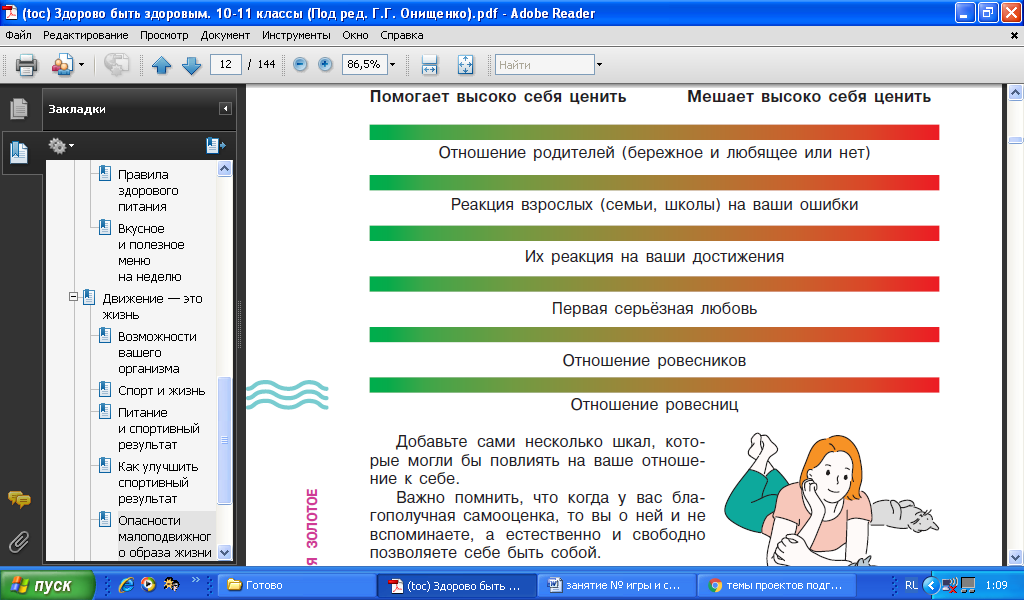 (toc) Здорово быть здоровым. 10-11 классы (Под ред. Г.Г. Онищенко).pdf - Adobe Reader
Файл Редактирование Просмотр Документ Инструменты Окно Справка
12 / 144 86,5% Найти
Закладки
Правила
здорового
питания
Вкусное
и полезное
меню
на неделю
Движение — это
жизнь
Возможности
вашего
организма
Спорт и жизнь
Питание
и спортивный
результат
Как улучшить
спортивный
результат
Опасности
малоподвижног
о образа жизни
Помогает высоко себя ценить Мешает высоко себя ценить
Отношение родителей (бережное и любящее или нет)
Реакция взрослых (семьи, школы) на ваши ошибки
Их реакция на ваши достижения
Первая серьёзная любовь
Отношение ровесников
Отношение ровесниц
Добавьте сами несколько шкал, кото-
рые могли бы повлиять на ваше отноше-
ние к себе.
Важно помнить, что когда у вас бла-
гополучная самооценка, то вы о ней и не
вспоминаете, а естественно и свободно
позволяете себе быть собой.
Я ЗОЛОТОЕ
пуск Готово (toc) Здорово быть ... занятие № игры и с... темы проектов подг... RL 1:09